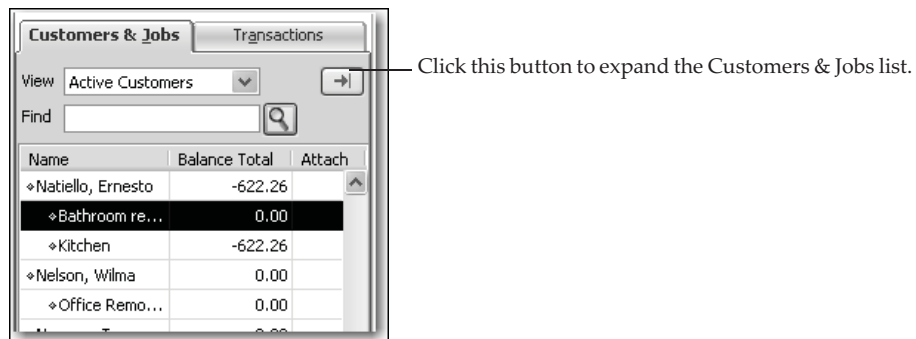 Customers & Jobs Transactions
View Active Customers
Click this button to expand the Customers & Jobs list.
Find
Name Balance Total Attach
Natiello, Ernesto -622.26
Bathroom re... 0.00
Kitchen -622.26
Nelson, Wilma 0.00
Office Remo... 0.00